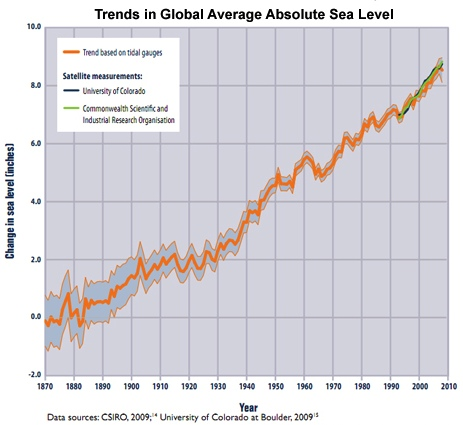 Trends in Global Average Absolute Sea Level
10.0
8.0
6.0
4.0
2.0
0.0
-2.0
Change in sea level (inches)
Trend based on tidal gauges
Satellite measurements:
University of Colorado
Commonwealth Scientific and
Industrial Research Organisation
1870 1880 1890 1900 1910 1920 1930 1940 1950 1960 1970 1980 1990 2000 2010
Year
Data sources: CSIRO, 2009;14 University of Colorado at Boulder, 200915